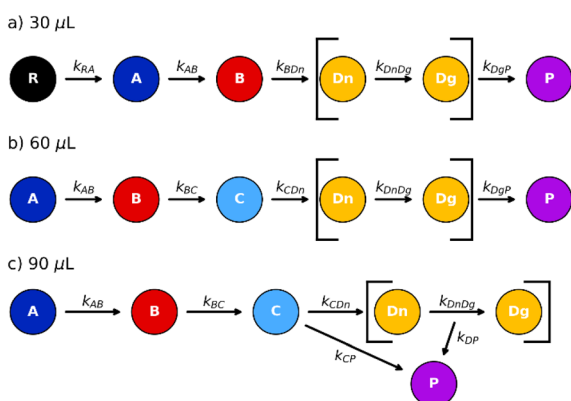 a) 30 μL
k_RA k_AB k_BDn k_DnDg k_DgP
R A B Dn Dg P
b) 60 μL
k_AB k_BC k_CDn k_DnDg k_DgP
A B C Dn Dg P
c) 90 μL
k_AB k_BC k_CDn k_DnDg
A B C Dn Dg
k_DP
k_CP
P